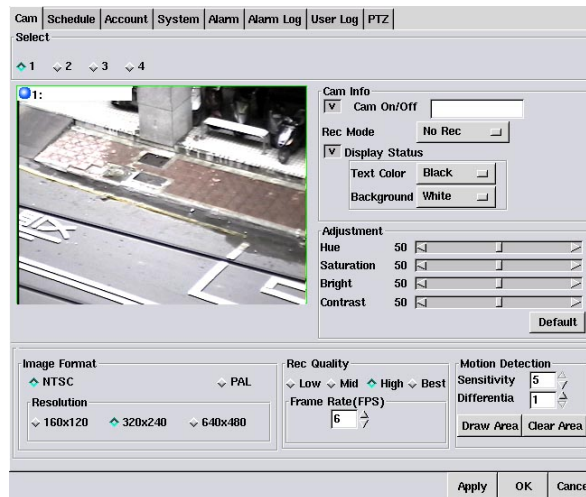 Cam Schedule Account System Alarm Alarm Log User Log PTZ
Select
1 2 3 4
1:
Cam Info
V Cam On/Off
Rec Mode No Rec
V Display Status
Text Color Black
Background White
Adjustment
Hue 50
Saturation 50
Bright 50
Contrast 50
Default
Image Format
NTSC PAL
Resolution
160x120 320x240 640x480
Rec Quality
Low Mid High Best
Frame Rate(FPS)
6
Motion Detection
Sensitivity 5
Differentia 1
Draw Area Clear Area
Apply OK Cance